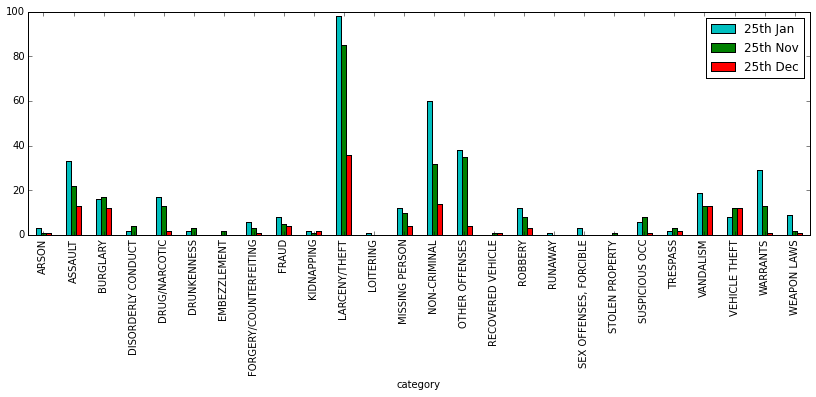 100
80
60
40
20
0
25th Jan
25th Nov
25th Dec
ARSON
ASSAULT
BURGLARY
DISORDERLY CONDUCT
DRUG/NARCOTIC
DRUNKENNESS
EMBEZZLEMENT
FORGERY/COUNTERFEITING
FRAUD
KIDNAPPING
LARCENY/THEFT
LOITERING
MISSING PERSON
NON-CRIMINAL
OTHER OFFENSES
RECOVERED VEHICLE
ROBBERY
RUNAWAY
SEX OFFENSES, FORCIBLE
STOLEN PROPERTY
SUSPICIOUS OCC
TRESPASS
VANDALISM
VEHICLE THEFT
WARRANTS
WEAPON LAWS
category